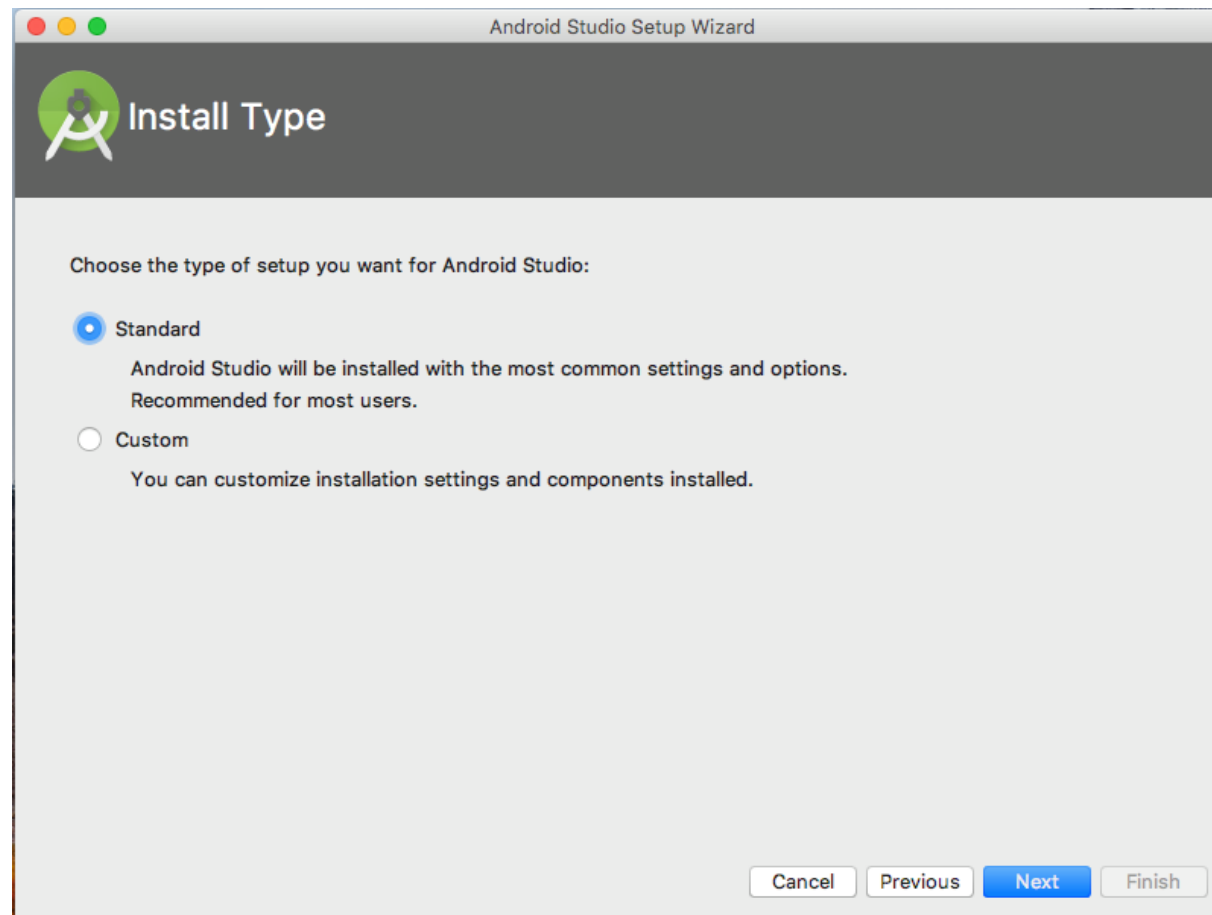 Android Studio Setup Wizard
Install Type
Choose the type of setup you want for Android Studio:
Standard
Android Studio will be installed with the most common settings and options.
Recommended for most users.
Custom
You can customize installation settings and components installed.
Cancel Previous Next Finish